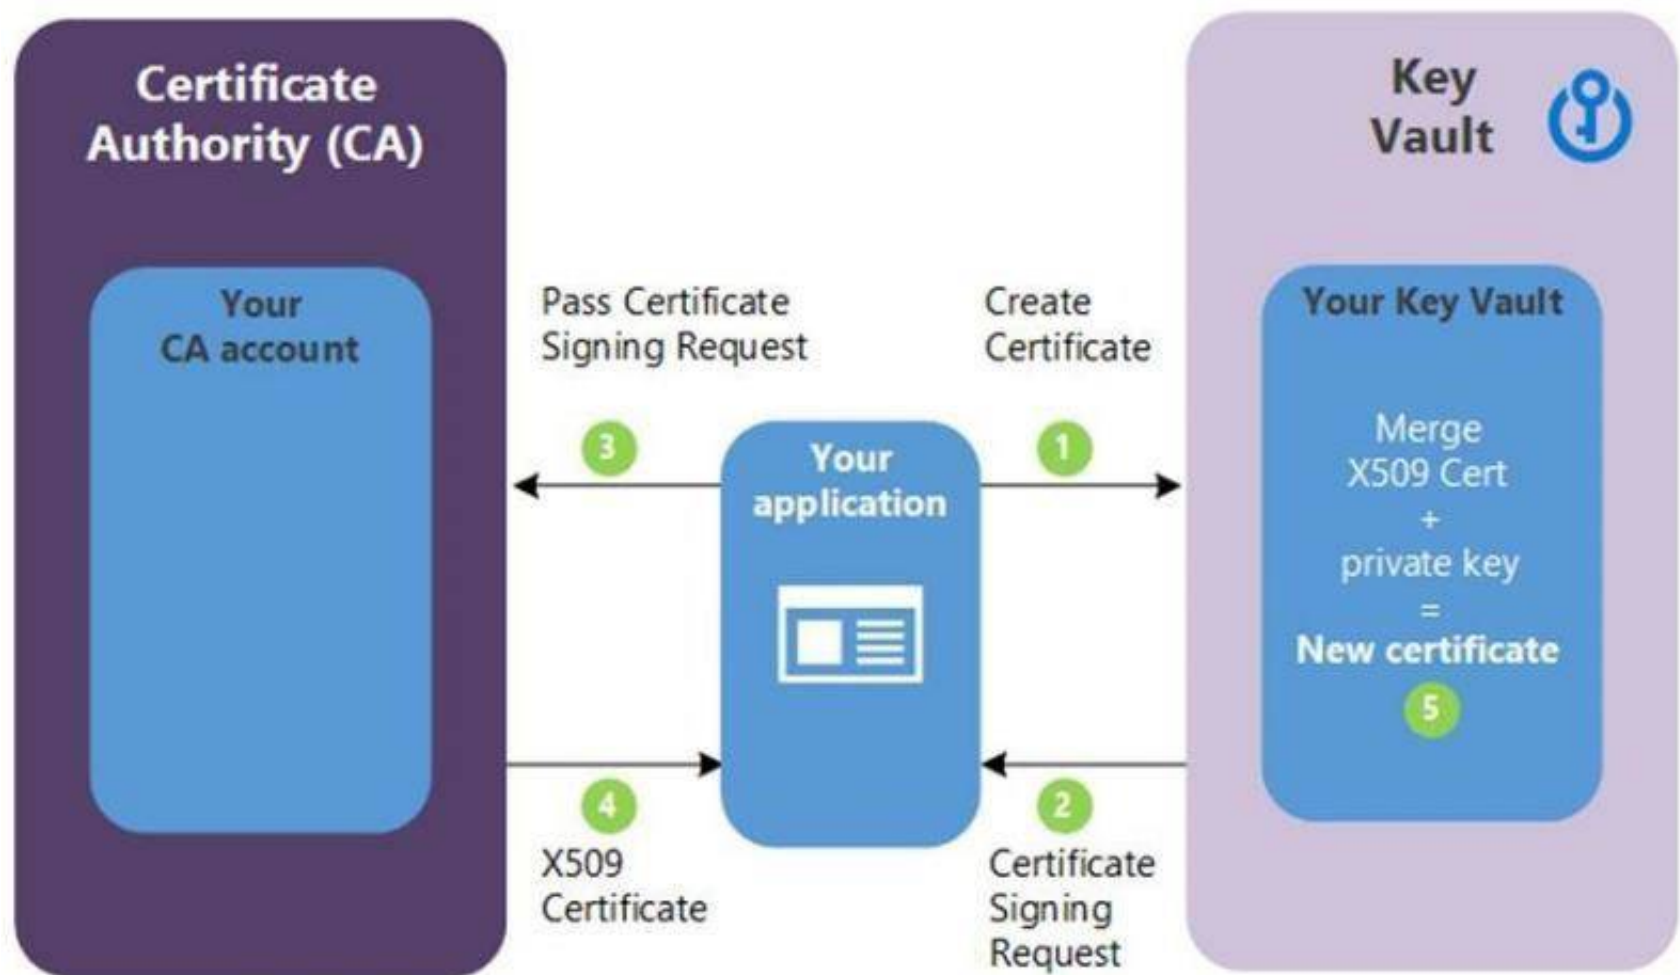 Certificate
Authority (CA)
Your
CA account
Pass Certificate
Signing Request
3
4
X509
Certificate
Your
application
Create
Certificate
1
2
Certificate
Signing
Request
Key
Vault
Your Key Vault
Merge
X509 Cert
+
private key
=
New certificate
5